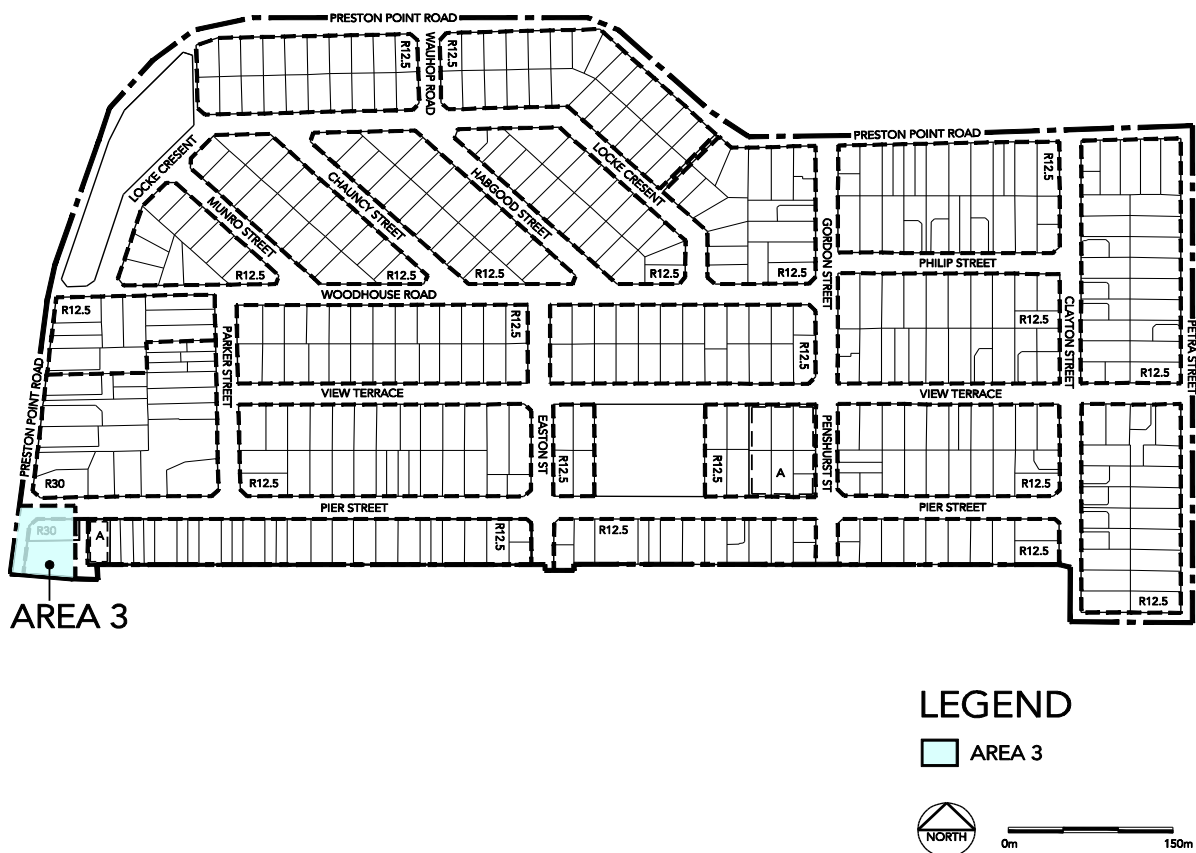 PRESTON POINT ROAD
R12.5
WAUHOP ROAD
R12.5
PRESTON POINT ROAD
LOCKE CRESENT
MUNRO STREET
CHAUNCY STREET
HABGOOD STREET
LOCKE CRESENT
GORDON STREET
R12.5
R12.5
R12.5
R12.5
R12.5
R12.5
PHILIP STREET
WOODHOUSE ROAD
R12.5
PARKER STREET
R12.5
R12.5
R12.5
CLAYTON STREET
R12.5
PETRA STREET
PRESTON POINT ROAD
VIEW TERRACE
VIEW TERRACE
R30
R12.5
EASTON ST
R12.5
R12.5
A
PENSHURST ST
R12.5
PIER STREET
PIER STREET
R30
A
R12.5
R12.5
R12.5
R12.5
AREA 3
LEGEND
AREA 3
NORTH
0m
150m